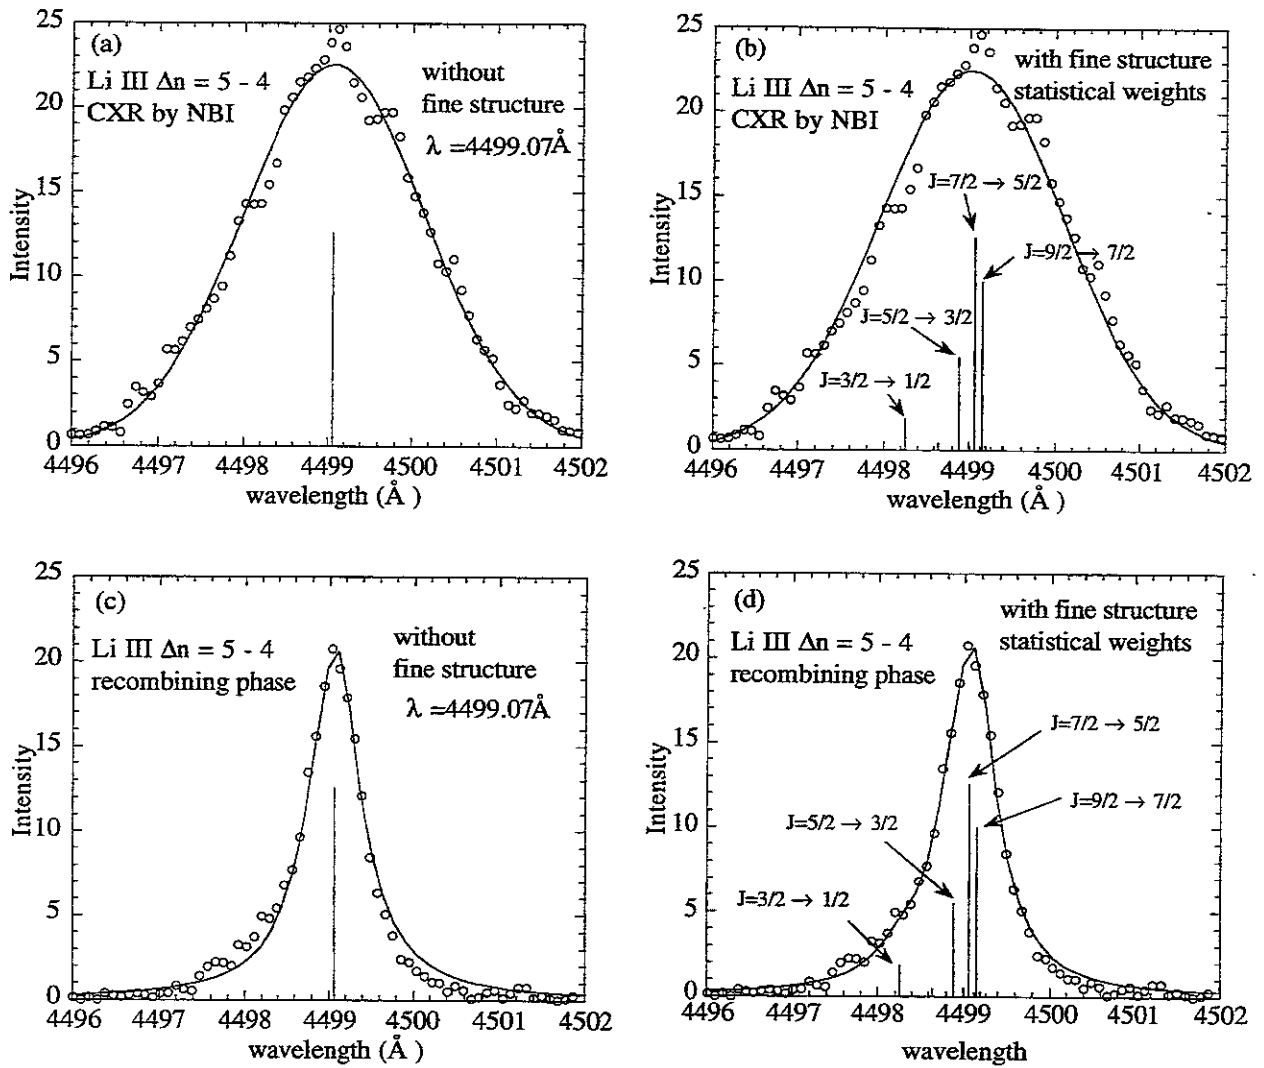 (a)
Li III Δn = 5 - 4
CXR by NBI
without
fine structure
λ =4499.07Å
25
20
15
10
5
0
Intensity
4496 4497 4498 4499 4500 4501 4502
wavelength (Å )
(b)
Li III Δn = 5 - 4
CXR by NBI
with fine structure
statistical weights
J=7/2 → 5/2
J=9/2 → 7/2
J=5/2 → 3/2
J=3/2 → 1/2
25
20
15
10
5
0
Intensity
4496 4497 4498 4499 4500 4501 4502
wavelength (Å )
(c)
Li III Δn = 5 - 4
recombining phase
without
fine structure
λ =4499.07Å
25
20
15
10
5
0
Intensity
4496 4497 4498 4499 4500 4501 4502
wavelength (Å )
(d)
Li III Δn = 5 - 4
recombining phase
with fine structure
statistical weights
J=7/2 → 5/2
J=9/2 → 7/2
J=5/2 → 3/2
J=3/2 → 1/2
25
20
15
10
5
0
Intensity
4496 4497 4498 4499 4500 4501 4502
wavelength